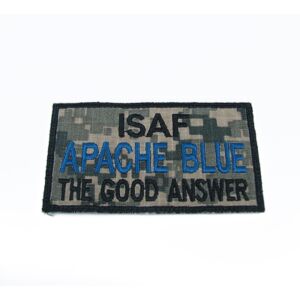 ISAF
APACHE BLUE
THE GOOD ANSWER